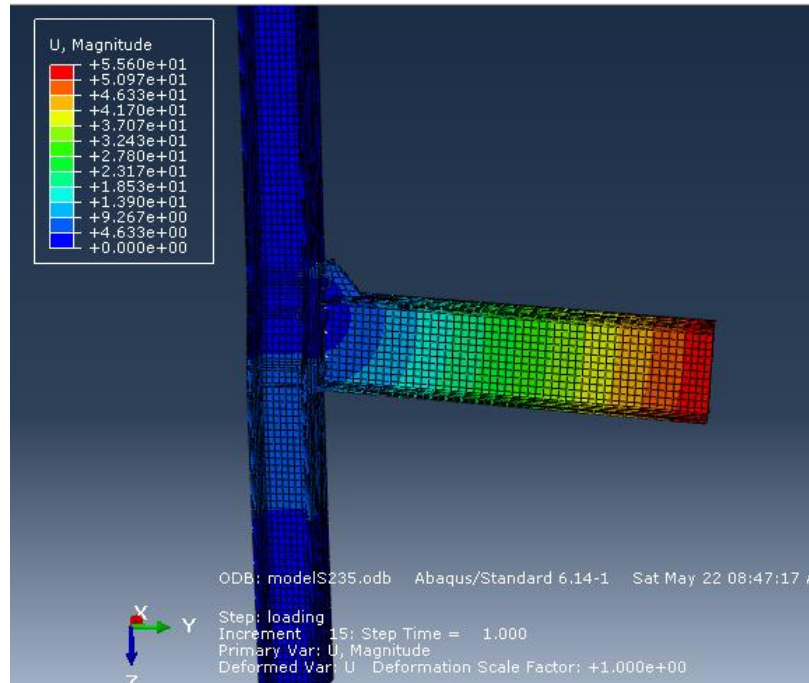 U, Magnitude
+5.560e+01
+5.097e+01
+4.633e+01
+4.170e+01
+3.707e+01
+3.243e+01
+2.780e+01
+2.317e+01
+1.853e+01
+1.390e+01
+9.267e+00
+4.633e+00
+0.000e+00
ODB: modelS235.odb Abaqus/Standard 6.14-1 Sat May 22 08:47:17
X
Y
Z
Step: loading
Increment 15: Step Time = 1.000
Primary Var: U, Magnitude
Deformed Var: U Deformation Scale Factor: +1.000e+00